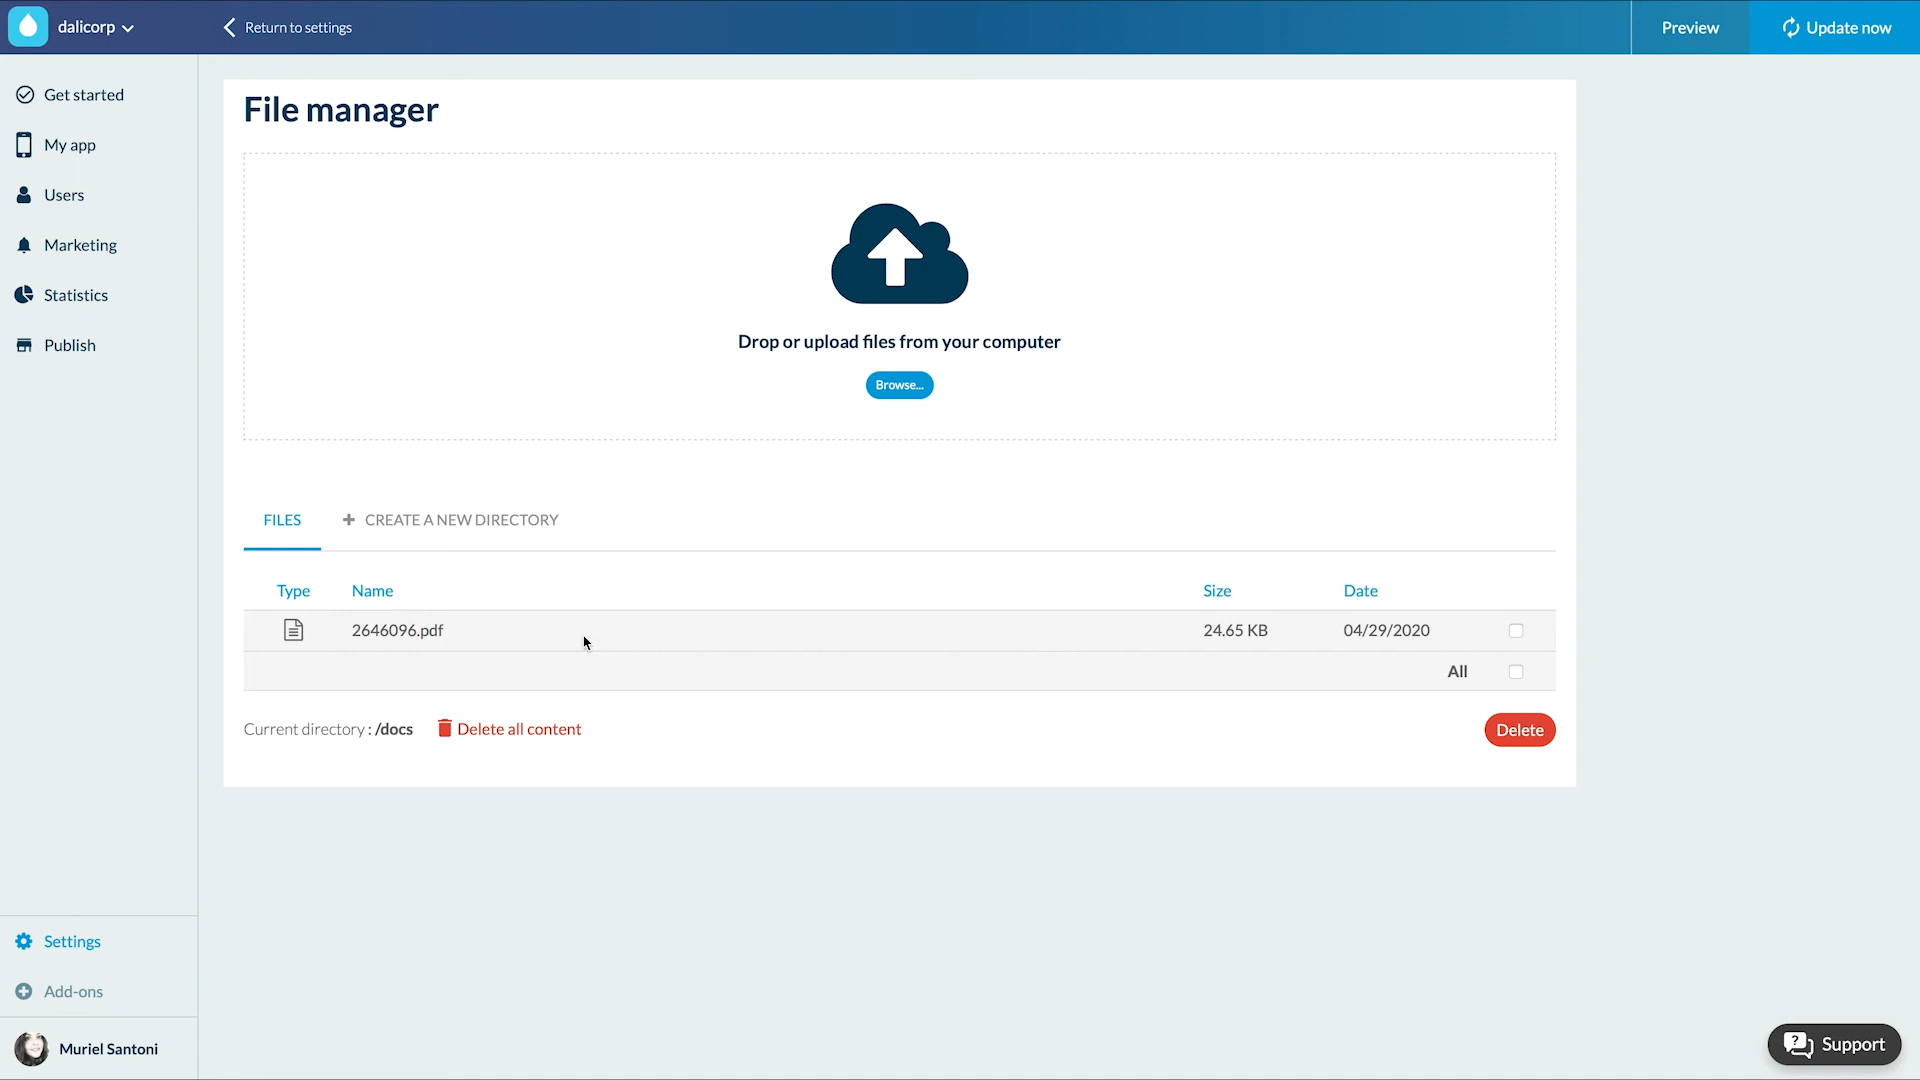 dalicorp
Return to settings
Preview
Update now
Get started
My app
Users
Marketing
Statistics
Publish
File manager
Drop or upload files from your computer
Browse...
FILES
+ CREATE A NEW DIRECTORY
Type Name Size Date
2646096.pdf 24.65 KB 04/29/2020
All
Current directory : /docs Delete all content Delete
Settings
Add-ons
Muriel Santoni
? Support